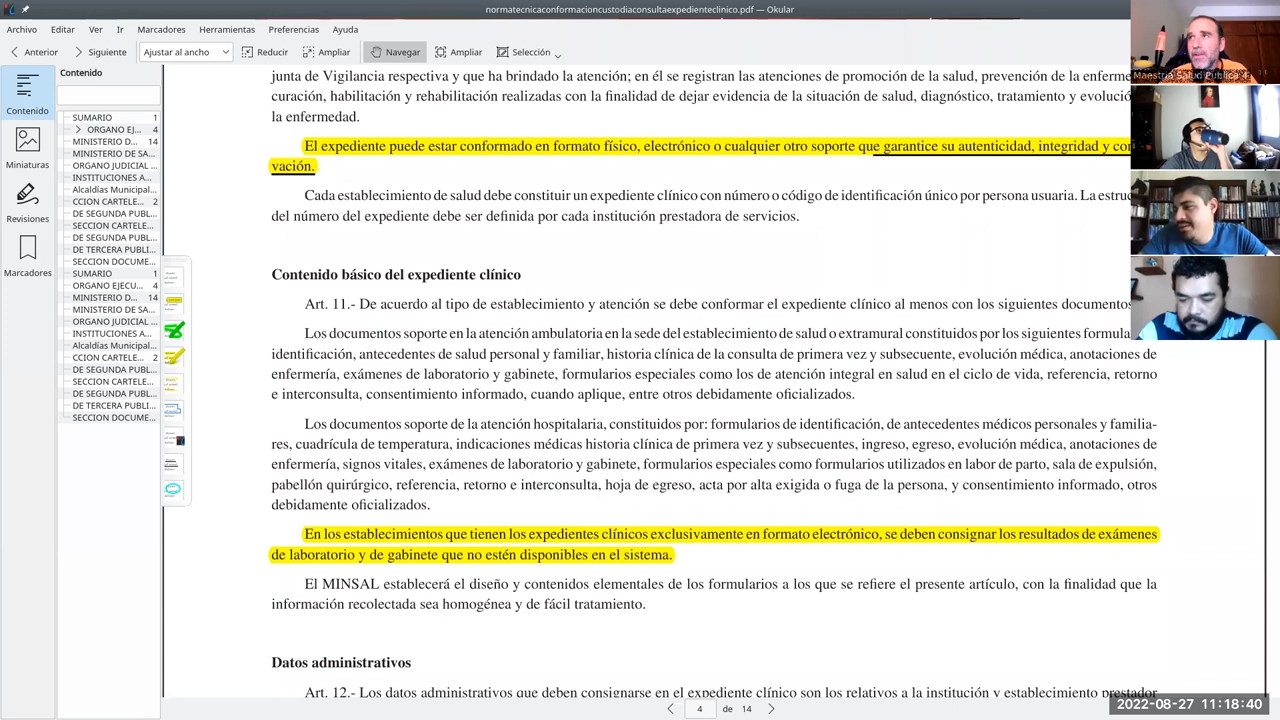 normatecnicaconformacioncustodiaconsultaexpedienteclinico.pdf — Okular
Archivo Editar Ver Ir Marcadores Herramientas Preferencias Ayuda
Anterior Siguiente Ajustar al ancho Reducir Ampliar Navegar Ampliar Selección
Contenido
Miniaturas
Revisiones
Marcadores
Contenido
SUMARIO 1
ORGANO EJ... 4
MINISTERIO D... 14
MINISTERIO DE SA...
ORGANO JUDICIAL ...
INSTITUCIONES A...
Alcaldías Municipal...
CCION CARTELE... 2
DE SEGUNDA PUBL...
SECCION CARTELE...
DE SEGUNDA PUBL...
DE TERCERA PUBLI...
SECCION DOCUME...
SUMARIO 1
ORGANO EJECU... 4
MINISTERIO D... 14
MINISTERIO DE SA...
ORGANO JUDICIAL ...
INSTITUCIONES A...
Alcaldías Municipal...
CCION CARTELE... 2
DE SEGUNDA PUBL...
SECCION CARTELE...
DE SEGUNDA PUBL...
DE TERCERA PUBLI...
SECCION DOCUME...
junta de Vigilancia respectiva y que ha brindado la atención; en él se registran las atenciones de promoción de la salud, prevención de la enferme
curación, habilitación y rehabilitación realizadas con la finalidad de dejar evidencia de la situación de salud, diagnóstico, tratamiento y evolució
la enfermedad.
El expediente puede estar conformado en formato físico, electrónico o cualquier otro soporte que garantice su autenticidad, integridad y con
vación.
Cada establecimiento de salud debe constituir un expediente clínico con número o código de identificación único por persona usuaria. La estruc
del número del expediente debe ser definida por cada institución prestadora de servicios.
Contenido básico del expediente clínico
Art. 11.- De acuerdo al tipo de establecimiento y atención se debe conformar el expediente clínico al menos con los siguientes documentos
Los documentos soporte en la atención ambulatoria en la sede del establecimiento de salud o extramural constituidos por los siguientes formula
identificación, antecedentes de salud personal y familiar, historia clínica de la consulta de primera vez y subsecuente, evolución médica, anotaciones de
enfermería, exámenes de laboratorio y gabinete, formularios especiales como los de atención integral en salud en el ciclo de vida, referencia, retorno
e interconsulta, consentimiento informado, cuando aplique, entre otros debidamente oficializados.
Los documentos soporte de la atención hospitalaria, constituidos por: formularios de identificación, de antecedentes médicos personales y familia-
res, cuadrícula de temperatura, indicaciones médicas historia clínica de primera vez y subsecuentes, ingreso, egreso, evolución médica, anotaciones de
enfermería, signos vitales, exámenes de laboratorio y gabinete, formularios especiales como formularios utilizados en labor de parto, sala de expulsión,
pabellón quirúrgico, referencia, retorno e interconsulta, hoja de egreso, acta por alta exigida o fuga de la persona, y consentimiento informado, otros
debidamente oficializados.
En los establecimientos que tienen los expedientes clínicos exclusivamente en formato electrónico, se deben consignar los resultados de exámenes
de laboratorio y de gabinete que no estén disponibles en el sistema.
El MINSAL establecerá el diseño y contenidos elementales de los formularios a los que se refiere el presente artículo, con la finalidad que la
información recolectada sea homogénea y de fácil tratamiento.
Datos administrativos
Art. 12.- Los datos administrativos que deben consignarse en el expediente clínico son los relativos a la institución y establecimiento prestador
4 de 14
Maestria Salud Publica
2022-08-27 11:18:40